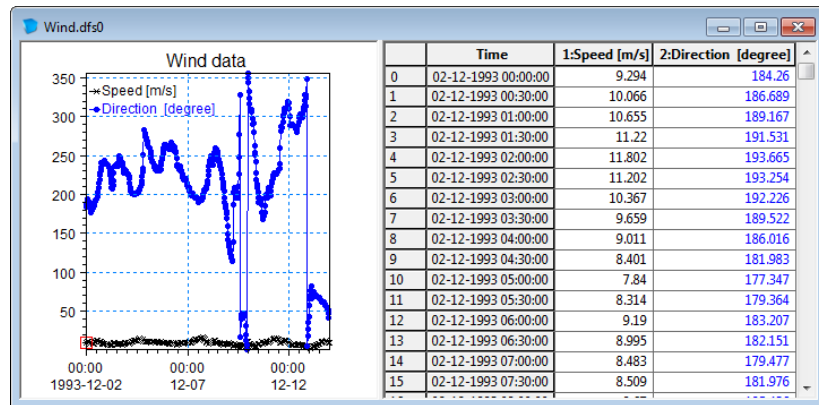 Wind.dfs0
Wind data
350
300
250
200
150
100
50
Speed [m/s]
Direction [degree]
00:00 00:00 00:00
1993-12-02 12-07 12-12
Time 1:Speed [m/s] 2:Direction [degree]
0 02-12-1993 00:00:00 9.294 184.26
1 02-12-1993 00:30:00 10.066 186.689
2 02-12-1993 01:00:00 10.655 189.167
3 02-12-1993 01:30:00 11.22 191.531
4 02-12-1993 02:00:00 11.802 193.665
5 02-12-1993 02:30:00 11.202 193.254
6 02-12-1993 03:00:00 10.367 192.226
7 02-12-1993 03:30:00 9.659 189.522
8 02-12-1993 04:00:00 9.011 186.016
9 02-12-1993 04:30:00 8.401 181.983
10 02-12-1993 05:00:00 7.84 177.347
11 02-12-1993 05:30:00 8.314 179.364
12 02-12-1993 06:00:00 9.19 183.207
13 02-12-1993 06:30:00 8.995 182.151
14 02-12-1993 07:00:00 8.483 179.477
15 02-12-1993 07:30:00 8.509 181.976